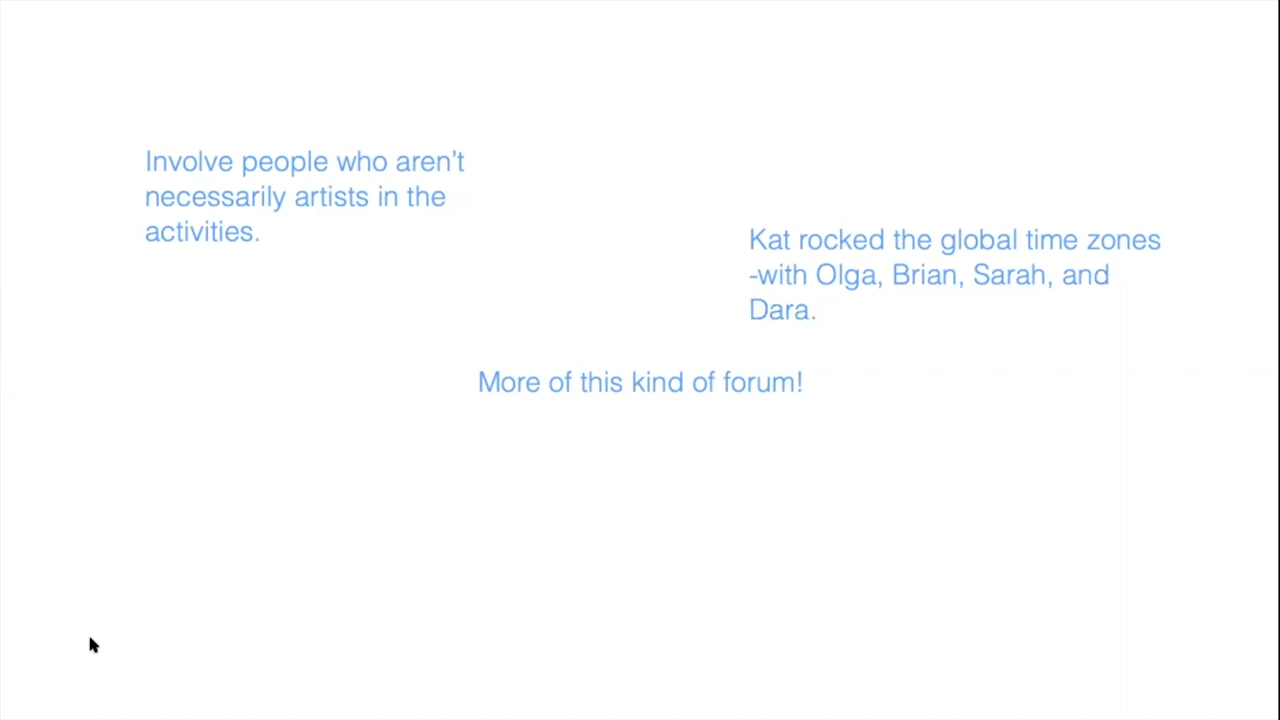 Involve people who aren't
necessarily artists in the
activities.
Kat rocked the global time zones
-with Olga, Brian, Sarah, and
Dara.
More of this kind of forum!